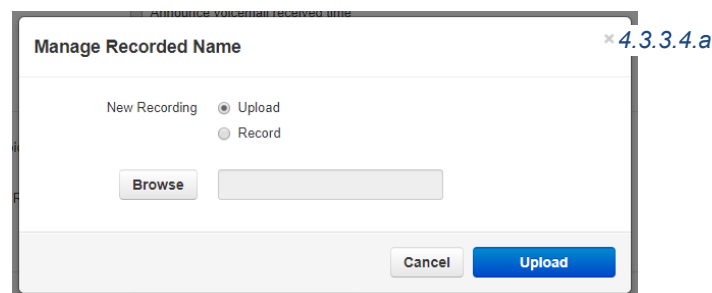 Announce voicemail received time
Manage Recorded Name
× 4.3.3.4.a
New Recording
Upload
Record
Browse
Cancel
Upload